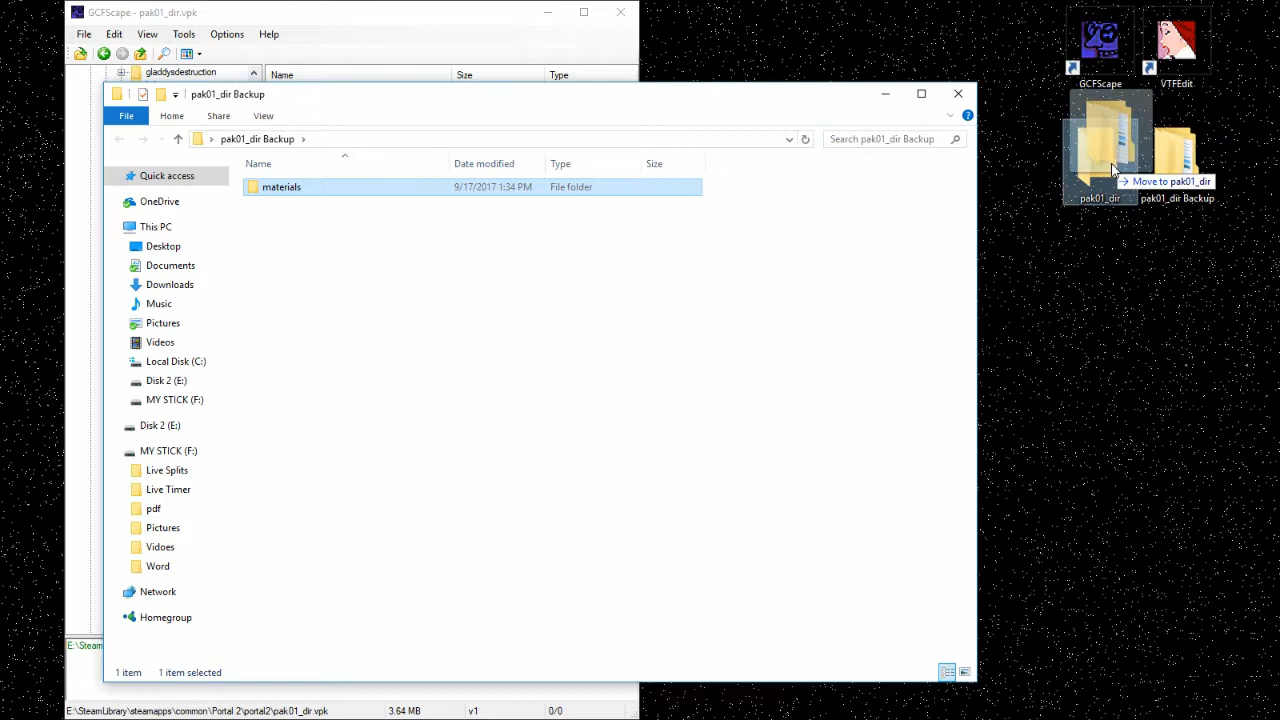 GCFScape - pak01_dir.vpk
File Edit View Tools Options Help
gladysdestruction
Name Size Type
pak01_dir Backup
File Home Share View
pak01_dir Backup
Search pak01_dir Backup
Name Date modified Type Size
materials 9/17/2017 1:34 PM File folder
Quick access
OneDrive
This PC
Desktop
Documents
Downloads
Music
Pictures
Videos
Local Disk (C:)
Disk 2 (E:)
MY STICK (F:)
Disk 2 (E:)
MY STICK (F:)
Live Splits
Live Timer
pdf
Pictures
Vidoes
Word
Network
Homegroup
1 item 1 item selected
E:\Steam
E:\SteamLibrary\steamapps\common\Portal 2\portal2\pak01_dir.vpk 3.64 MB v1 0/0
GCFScape VTFEdit
Move to pak01_dir
pak01_dir pak01_dir Backup